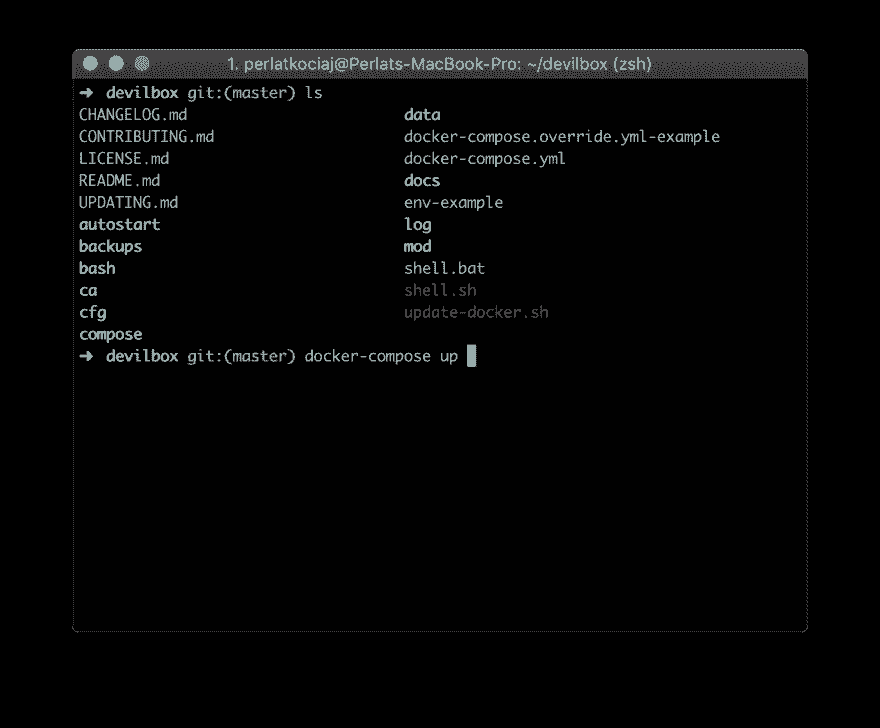 1. perlatkociaj@Perlats-MacBook-Pro: ~/devilbox (zsh)
➜ devilbox git:(master) ls
CHANGELOG.md data
CONTRIBUTING.md docker-compose.override.yml-example
LICENSE.md docker-compose.yml
README.md docs
UPDATING.md env-example
autostart log
backups mod
bash shell.bat
ca shell.sh
cfg update-docker.sh
compose
➜ devilbox git:(master) docker-compose up